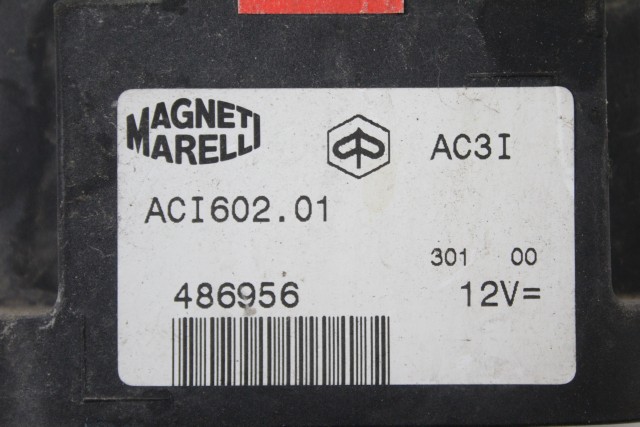 MAGNETI
MARELLI
AC3I
ACI602.01
301 00
486956 12V=